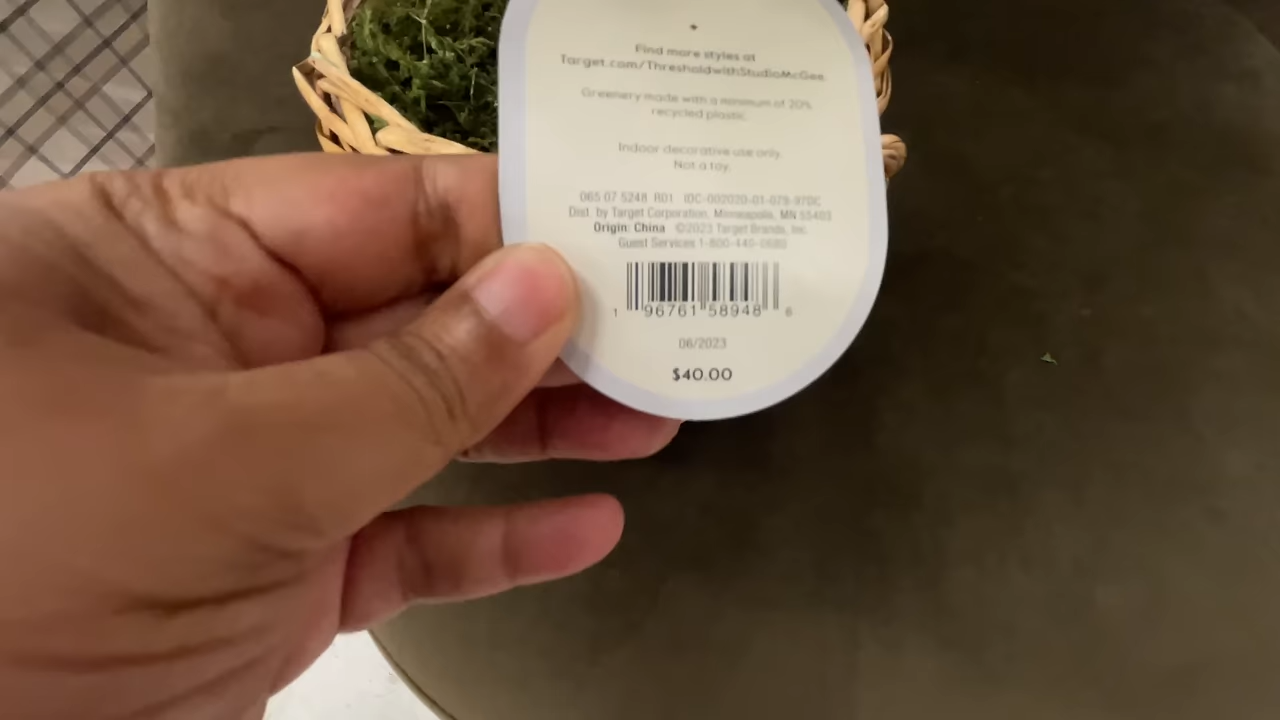 Find more styles at
Target.com/ThresholdwithStudioMcGee
Greenery made with a minimum of 20%
recycled plastic.
Indoor decorative use only.
Not a toy.
065 07 5248 R01
Dist. by Target Corporation, Minneapolis, MN 55403
Origin: China ©2023 Target Brands, Inc.
Guest Services 1-800-440-0680
1 96761 58948 6
06/2023
$40.00